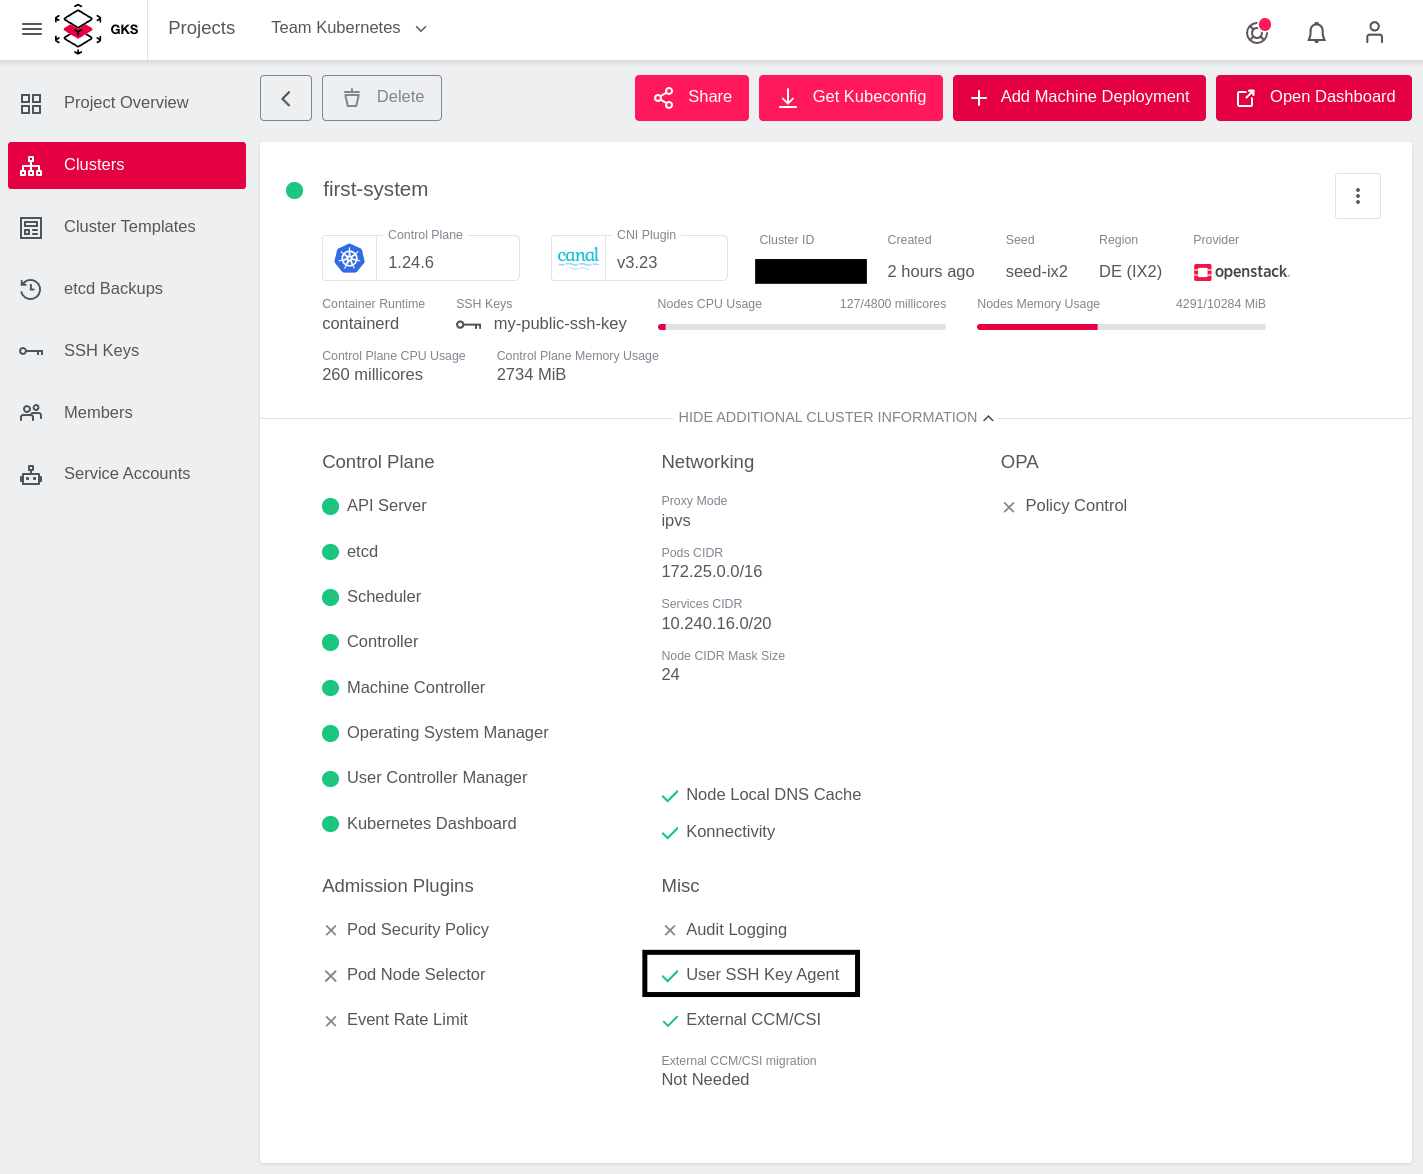 GKS
Projects
Team Kubernetes
Project Overview
Clusters
Cluster Templates
etcd Backups
SSH Keys
Members
Service Accounts
Delete
Share
Get Kubeconfig
Add Machine Deployment
Open Dashboard
first-system
Control Plane
1.24.6
canal
CNI Plugin
v3.23
Cluster ID
Created
2 hours ago
Seed
seed-ix2
Region
DE (IX2)
Provider
openstack.
Container Runtime
containerd
SSH Keys
my-public-ssh-key
Nodes CPU Usage
127/4800 millicores
Nodes Memory Usage
4291/10284 MiB
Control Plane CPU Usage
260 millicores
Control Plane Memory Usage
2734 MiB
HIDE ADDITIONAL CLUSTER INFORMATION
Control Plane
API Server
etcd
Scheduler
Controller
Machine Controller
Operating System Manager
User Controller Manager
Kubernetes Dashboard
Networking
Proxy Mode
ipvs
Pods CIDR
172.25.0.0/16
Services CIDR
10.240.16.0/20
Node CIDR Mask Size
24
Node Local DNS Cache
Konnectivity
OPA
Policy Control
Admission Plugins
Pod Security Policy
Pod Node Selector
Event Rate Limit
Misc
Audit Logging
User SSH Key Agent
External CCM/CSI
External CCM/CSI migration
Not Needed